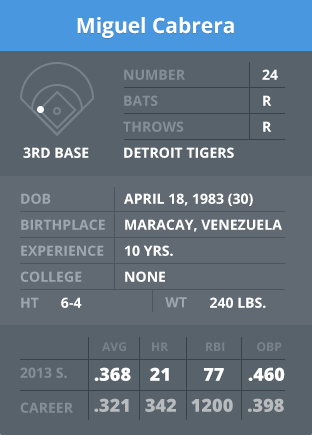 Miguel Cabrera
NUMBER 24
BATS R
THROWS R
3RD BASE DETROIT TIGERS
DOB APRIL 18, 1983 (30)
BIRTHPLACE MARACAY, VENEZUELA
EXPERIENCE 10 YRS.
COLLEGE NONE
HT 6-4 WT 240 LBS.
AVG HR RBI OBP
2013 S. .368 21 77 .460
CAREER .321 342 1200 .398